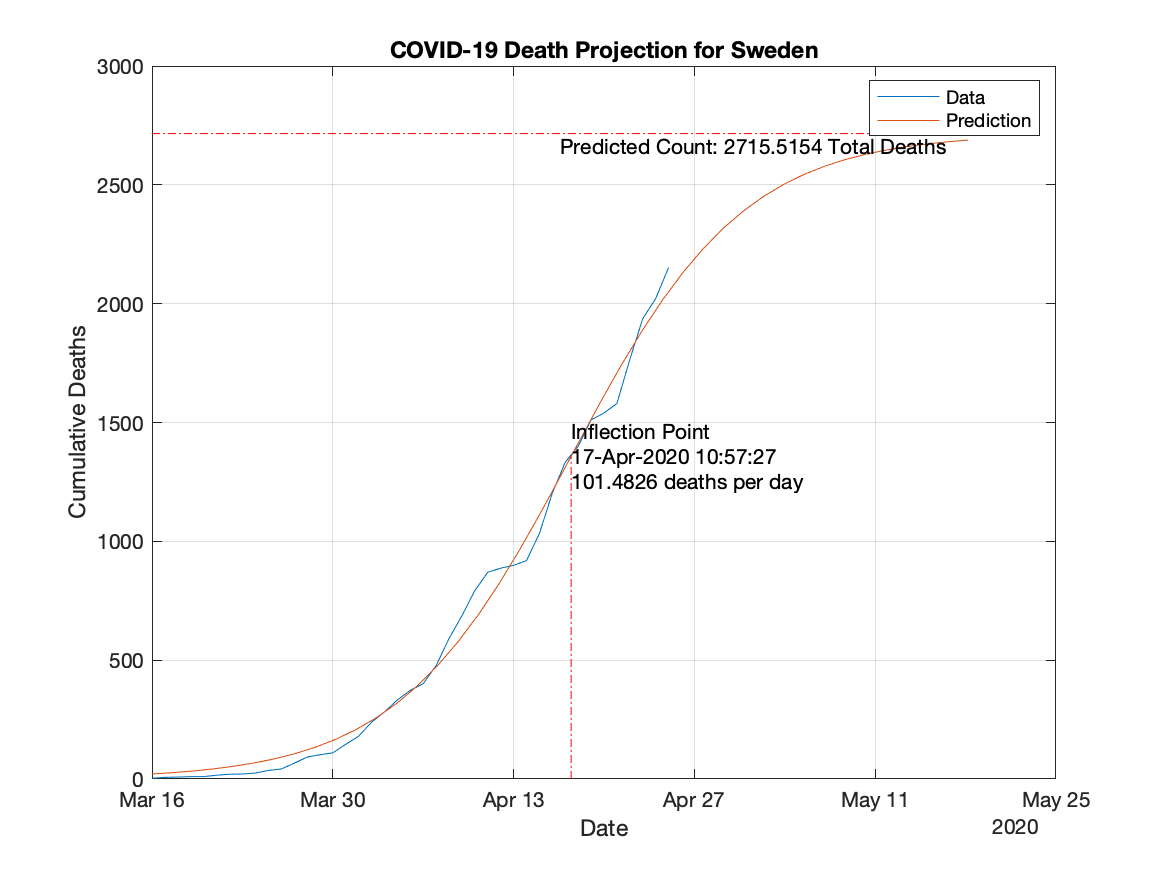 COVID-19 Death Projection for Sweden
3000
2500
2000
1500
1000
500
0
Cumulative Deaths
Data
Prediction
Predicted Count: 2715.5154 Total Deaths
Inflection Point
17-Apr-2020 10:57:27
101.4826 deaths per day
Mar 16
Mar 30
Apr 13
Apr 27
May 11
May 25
Date
2020